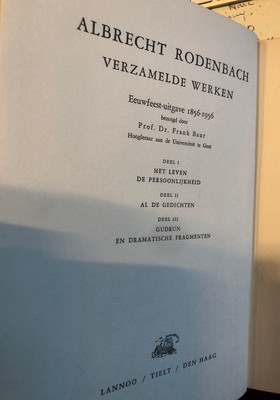 ALBRECHT RODENBACH
VERZAMELDE WERKEN
Eeuwfeest-uitgave 1856-1956
bezorgd door
Prof. Dr. Frank Baur
Hoogleraar aan de Universiteit te Gent
DEEL I
HET LEVEN
DE PERSOONLIJKHEID
DEEL II
AL DE GEDICHTEN
DEEL III
GUDRUN
EN DRAMATISCHE FRAGMENTEN
LANNOO / TIELT / DEN HAAG